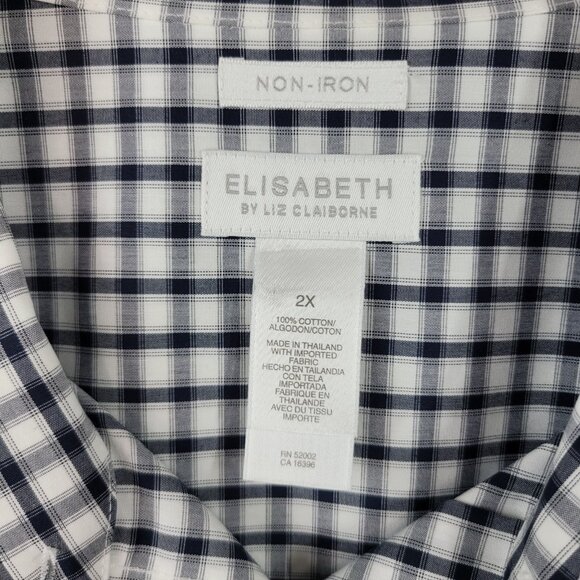 NON-IRON
ELISABETH
BY LIZ CLAIBORNE
2X
100% COTTON/
ALGODON/COTON
MADE IN THAILAND
WITH IMPORTED
FABRIC
HECHO EN TAILANDIA
CON TELA
IMPORTADA
FABRIQUE EN
THAILANDE
AVEC DU TISSU
IMPORTE
RN 52002
CA 16396